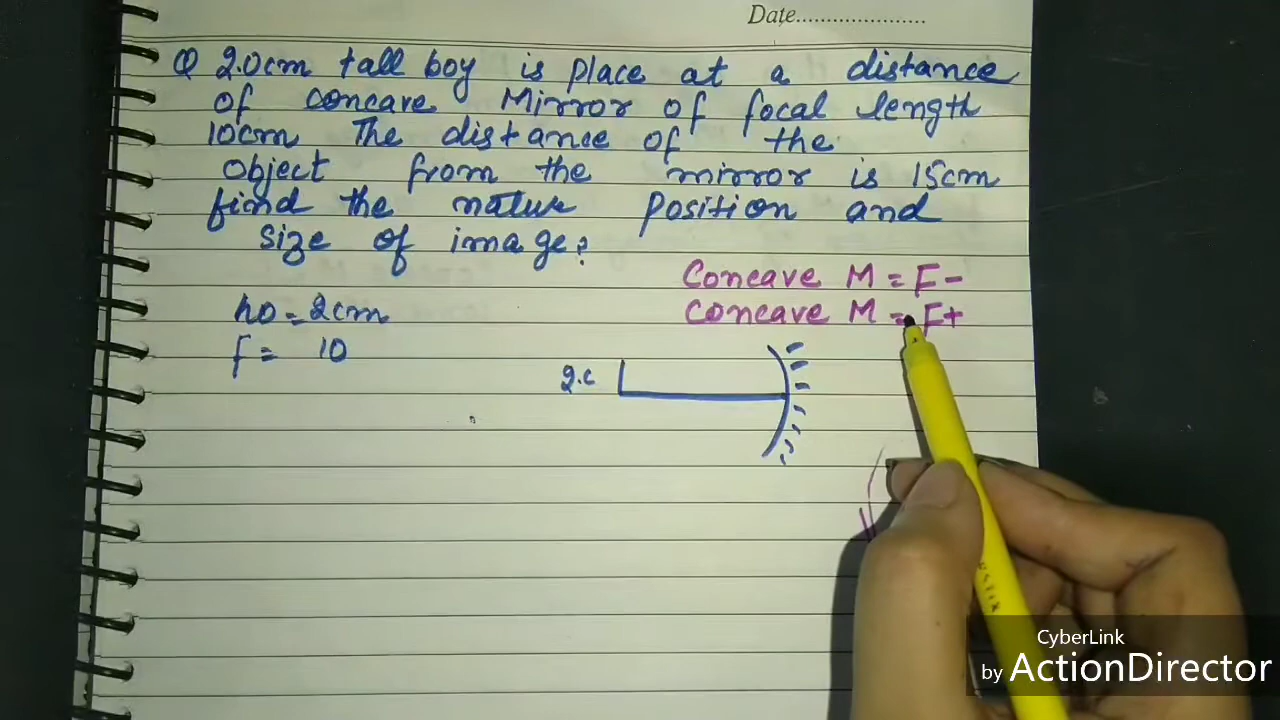 Date.....................
Q 2.0cm tall boy is place at a distance
of concave Mirror of focal length
10cm The distance of the
object from the mirror is 15cm
find the natur position and
size of image?
Concave M = F-
Concave M = F+
ho = 2cm
f = 10
2.c
CyberLink
by ActionDirector